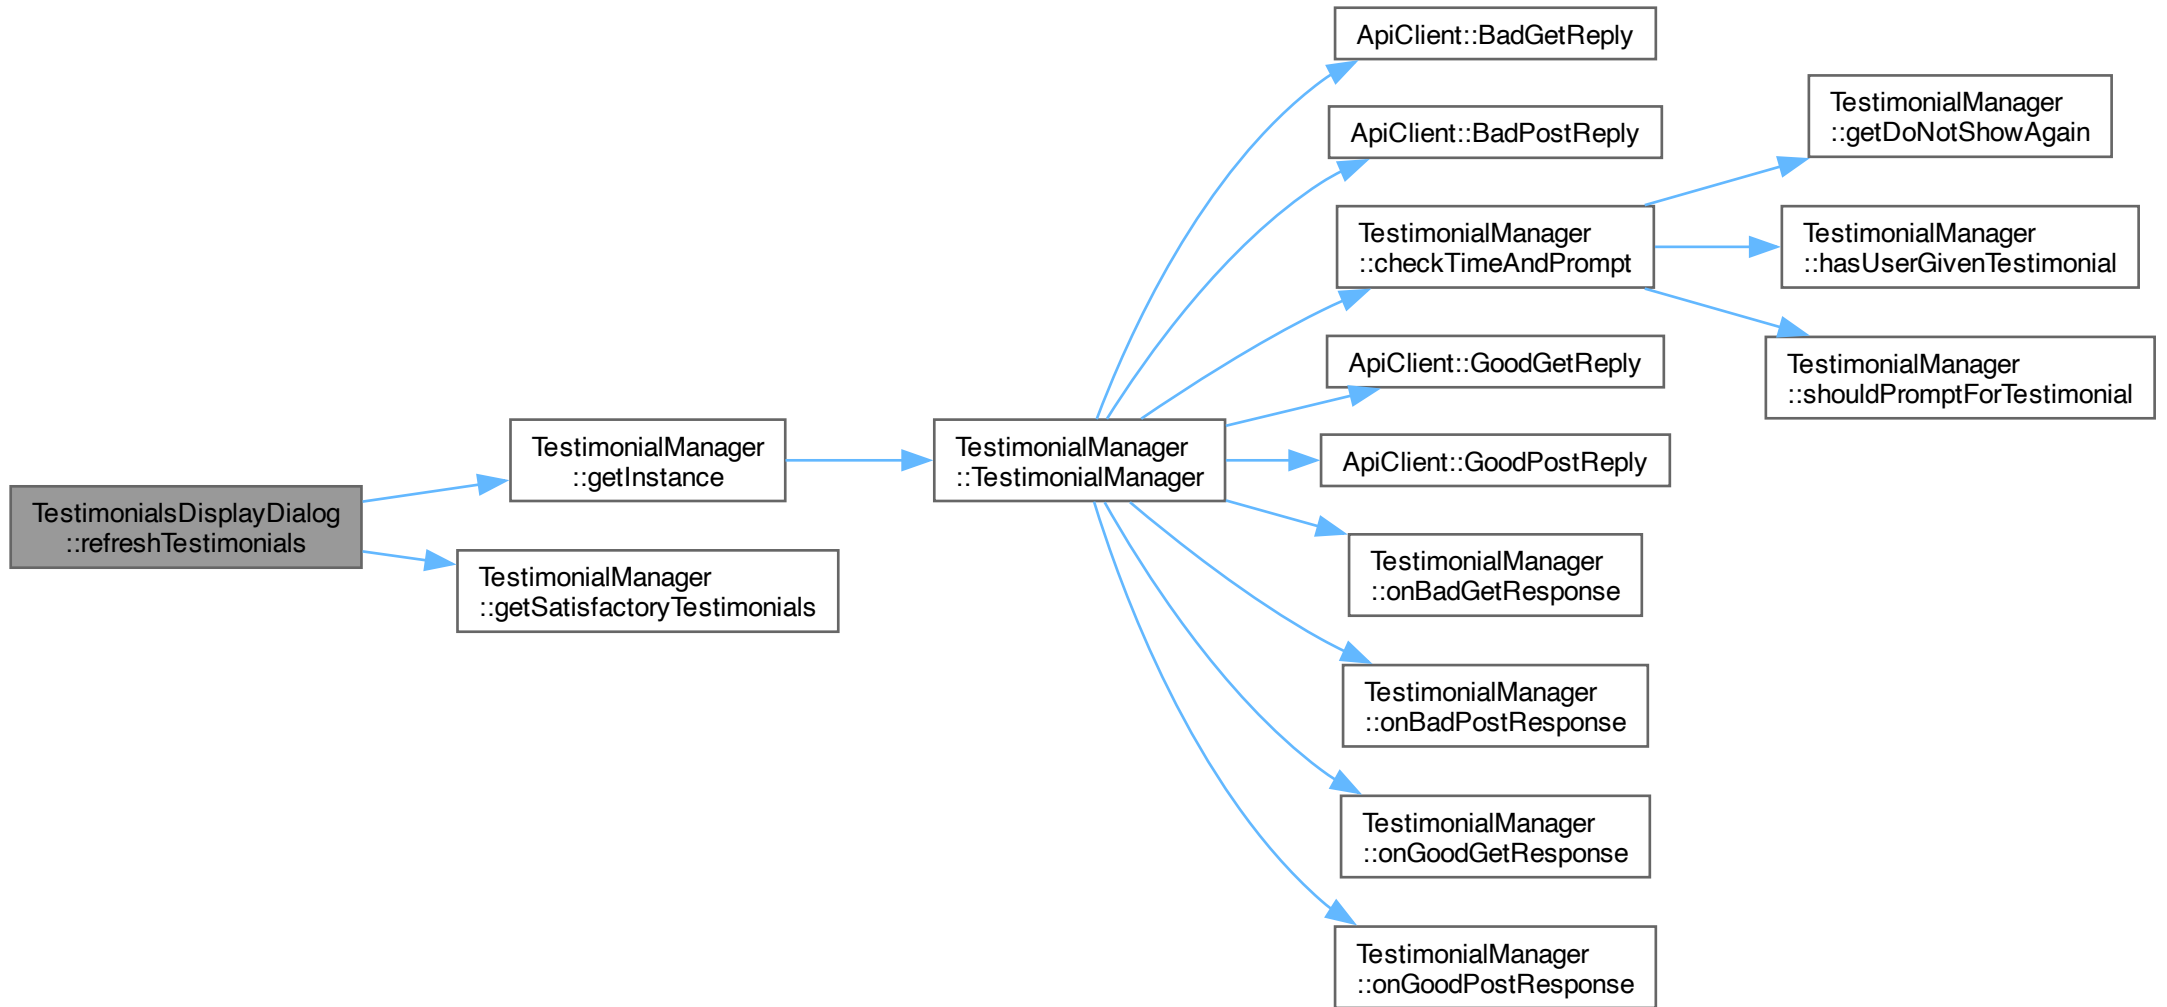 TestimonialsDisplayDialog
::refreshTestimonials
TestimonialManager
::getInstance
TestimonialManager
::getSatisfactoryTestimonials
TestimonialManager
::TestimonialManager
ApiClient::BadGetReply
ApiClient::BadPostReply
TestimonialManager
::checkTimeAndPrompt
ApiClient::GoodGetReply
ApiClient::GoodPostReply
TestimonialManager
::onBadGetResponse
TestimonialManager
::onBadPostResponse
TestimonialManager
::onGoodGetResponse
TestimonialManager
::onGoodPostResponse
TestimonialManager
::getDoNotShowAgain
TestimonialManager
::hasUserGivenTestimonial
TestimonialManager
::shouldPromptForTestimonial